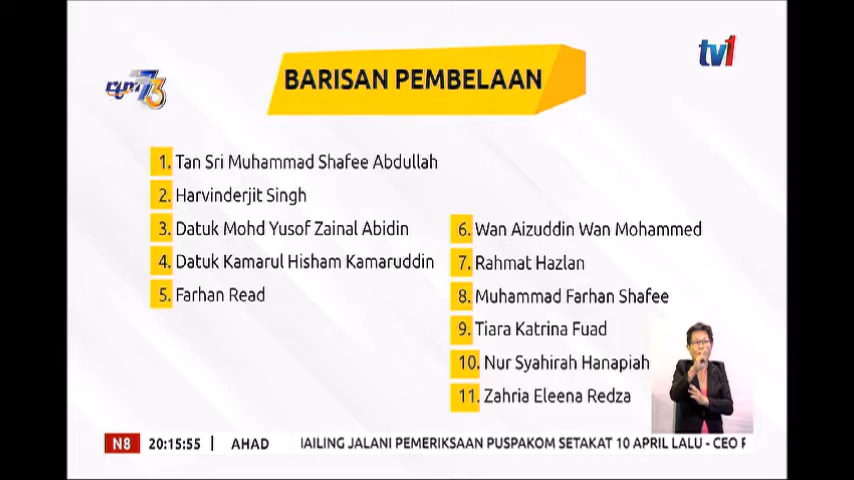 tv1
73
BARISAN PEMBELAAN
1. Tan Sri Muhammad Shafee Abdullah
2. Harvinderjit Singh
3. Datuk Mohd Yusof Zainal Abidin
4. Datuk Kamarul Hisham Kamaruddin
5. Farhan Read
6. Wan Aizuddin Wan Mohammed
7. Rahmat Hazlan
8. Muhammad Farhan Shafee
9. Tiara Katrina Fuad
10. Nur Syahirah Hanapiah
11. Zahria Eleena Redza
N8 20:15:55 | AHAD HAILING JALANI PEMERIKSAAN PUSPAKOM SETAKAT 10 APRIL LALU - CEO